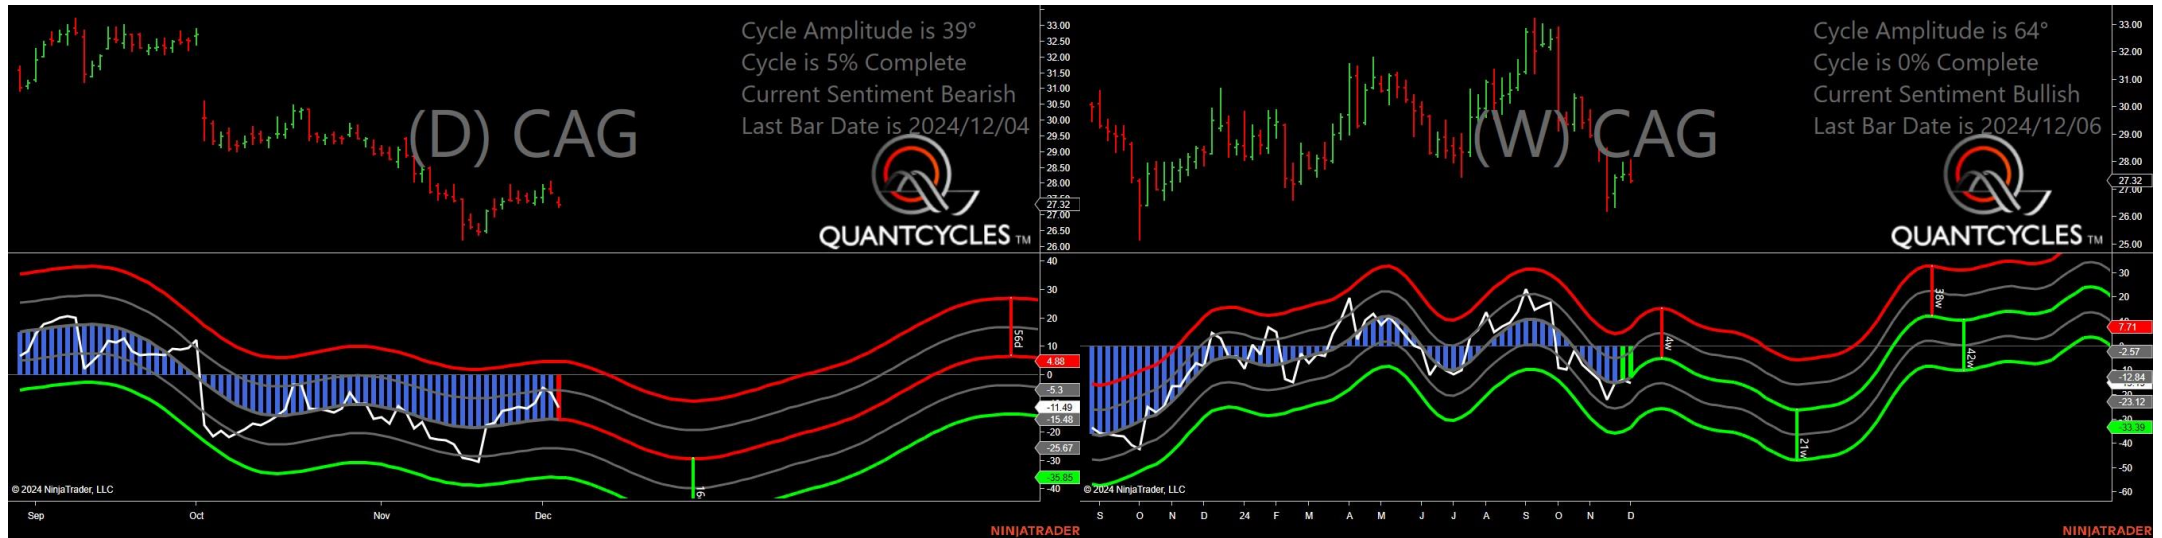 Cycle Amplitude is 39°
Cycle is 5% Complete
Current Sentiment Bearish
Last Bar Date is 2024/12/04
(D) CAG
QUANTCYCLES TM
33.00
32.50
32.00
31.50
31.00
30.50
30.00
29.50
29.00
28.50
28.00
27.32
27.00
26.50
26.00
40
30
20
10
4.88
0
-5.3
-11.49
-15.48
-20
-25.67
-30
-35.85
-40
56d
16
© 2024 NinjaTrader, LLC
Sep Oct Nov Dec
NINJATRADER
Cycle Amplitude is 64°
Cycle is 0% Complete
Current Sentiment Bullish
Last Bar Date is 2024/12/06
(W) CAG
QUANTCYCLES TM
33.00
32.00
31.00
30.00
29.00
28.00
27.32
27.00
26.00
25.00
30
20
7.71
-2.57
-12.84
-23.12
-33.39
-40
-50
-60
4w
21w
38w
42w
© 2024 NinjaTrader, LLC
S O N D 24 F M A M J J A S O N D
NINJATRADER